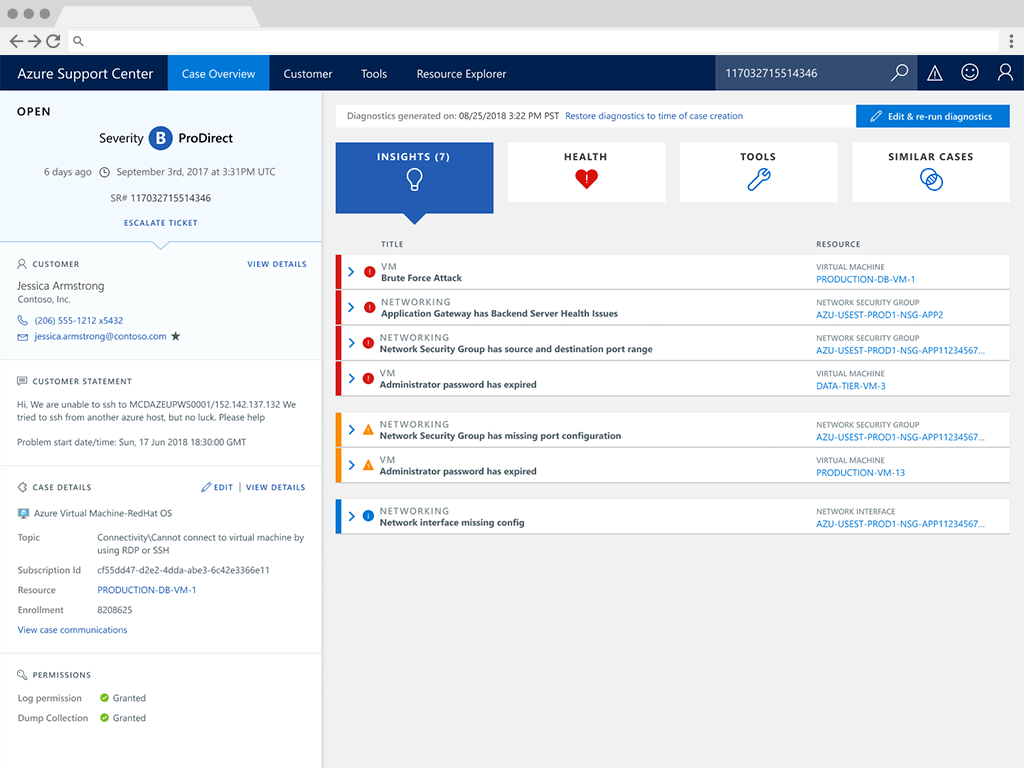 Azure Support Center
Case Overview
Customer
Tools
Resource Explorer
117032715514346
OPEN
Severity B ProDirect
6 days ago September 3rd, 2017 at 3:31PM UTC
SR# 117032715514346
ESCALATE TICKET
CUSTOMER
VIEW DETAILS
Jessica Armstrong
Contoso, Inc.
(206) 555-1212 x5432
jessica.armstrong@contoso.com
CUSTOMER STATEMENT
Hi, We are unable to ssh to MCDAZEUPWS0001/152.142.137.132 We
tried to ssh from another azure host, but no luck. Please help
Problem start date/time: Sun, 17 Jun 2018 18:30:00 GMT
CASE DETAILS
EDIT | VIEW DETAILS
Azure Virtual Machine-RedHat OS
Topic Connectivity\Cannot connect to virtual machine by
using RDP or SSH
Subscription Id cf55dd47-d2e2-4dda-abe3-6c42e3366e11
Resource PRODUCTION-DB-VM-1
Enrollment 8208625
View case communications
PERMISSIONS
Log permission Granted
Dump Collection Granted
Diagnostics generated on: 08/25/2018 3:22 PM PST Restore diagnostics to time of case creation
Edit & re-run diagnostics
INSIGHTS (7)
HEALTH
TOOLS
SIMILAR CASES
TITLE RESOURCE
VM VIRTUAL MACHINE
Brute Force Attack PRODUCTION-DB-VM-1
NETWORKING NETWORK SECURITY GROUP
Application Gateway has Backend Server Health Issues AZU-USEST-PROD1-NSG-APP2
NETWORKING NETWORK SECURITY GROUP
Network Security Group has source and destination port range AZU-USEST-PROD1-NSG-APP11234567...
VM VIRTUAL MACHINE
Administrator password has expired DATA-TIER-VM-3
NETWORKING NETWORK SECURITY GROUP
Network Security Group has missing port configuration AZU-USEST-PROD1-NSG-APP11234567...
VM VIRTUAL MACHINE
Administrator password has expired PRODUCTION-VM-13
NETWORKING NETWORK INTERFACE
Network interface missing config AZU-USEST-PROD1-NSG-APP11234567...